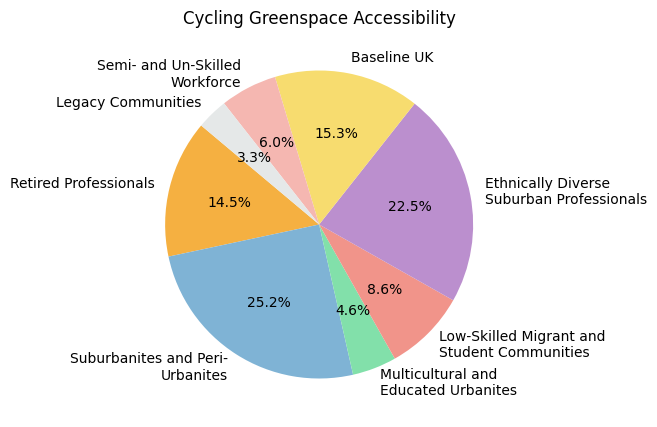 Cycling Greenspace Accessibility
Baseline UK
Semi- and Un-Skilled
Workforce
Legacy Communities
Retired Professionals
Ethnically Diverse
Suburban Professionals
Suburbanites and Peri-
Urbanites
Low-Skilled Migrant and
Student Communities
Multicultural and
Educated Urbanites
15.3%
6.0%
3.3%
14.5%
22.5%
25.2%
8.6%
4.6%